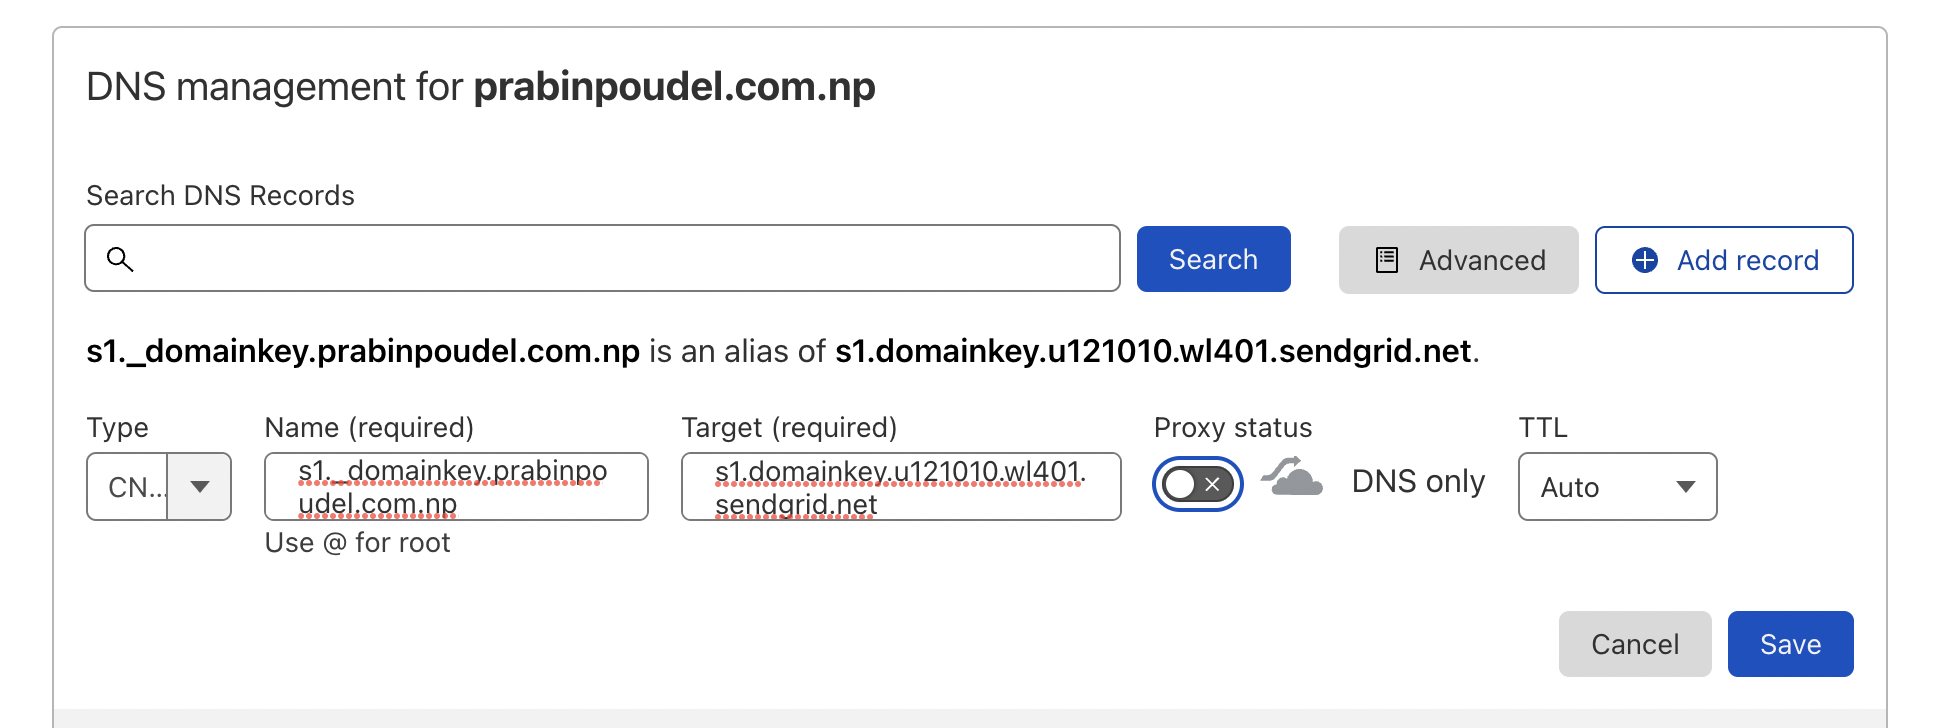 DNS management for prabinpoudel.com.np
Search DNS Records
Search
Advanced
Add record
s1._domainkey.prabinpoudel.com.np is an alias of s1.domainkey.u121010.wl401.sendgrid.net.
Type
Name (required)
Target (required)
Proxy status
TTL
CN...
s1._domainkey.prabinpo
udel.com.np
s1.domainkey.u121010.wl401.
sendgrid.net
DNS only
Auto
Use @ for root
Cancel
Save